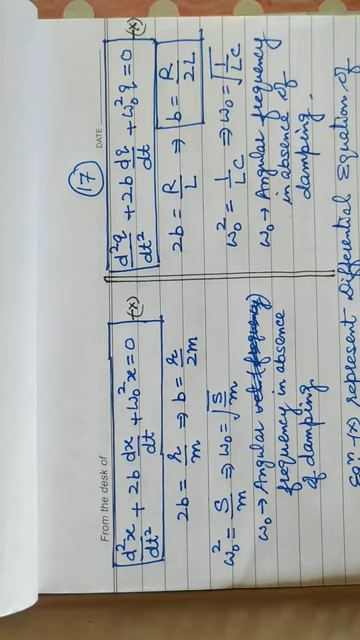 From the desk of
DATE
17
d²x/dt² + 2b dx/dt + ω₀²x = 0 (x)
2b = r/m ⇒ b = r/2m
ω₀² = S/m ⇒ ω₀ = √(S/m)
ω₀ → Angular
frequency in absence
of damping
d²q/dt² + 2b dq/dt + ω₀²q = 0 (x)
2b = R/L ⇒ b = R/2L
ω₀² = 1/LC ⇒ ω₀ = √(1/LC)
ω₀ → Angular frequency
in absence of
damping.
Eqⁿ. (x) represent Differential Equation of